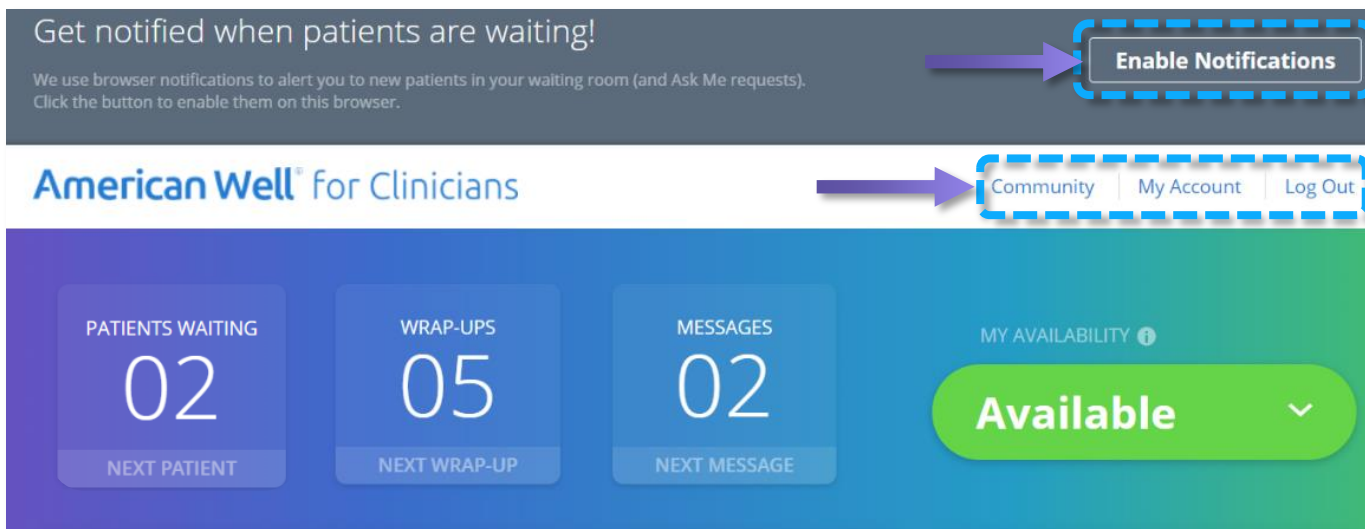 Get notified when patients are waiting!
Enable Notifications
We use browser notifications to alert you to new patients in your waiting room (and Ask Me requests).
Click the button to enable them on this browser.
American Well® for Clinicians
Community My Account Log Out
PATIENTS WAITING
02
NEXT PATIENT
WRAP-UPS
05
NEXT WRAP-UP
MESSAGES
02
NEXT MESSAGE
MY AVAILABILITY
Available